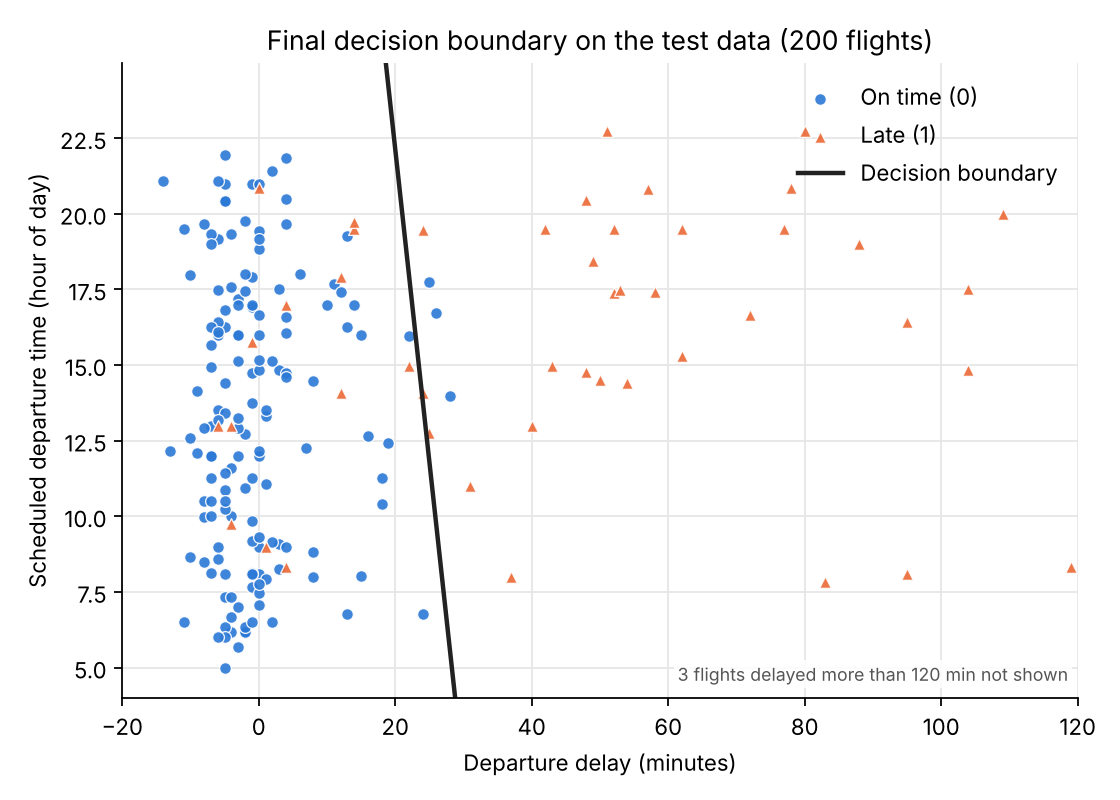 Final decision boundary on the test data (200 flights)
On time (0)
Late (1)
Decision boundary
Scheduled departure time (hour of day)
22.5
20.0
17.5
15.0
12.5
10.0
7.5
5.0
3 flights delayed more than 120 min not shown
−20 0 20 40 60 80 100 120
Departure delay (minutes)